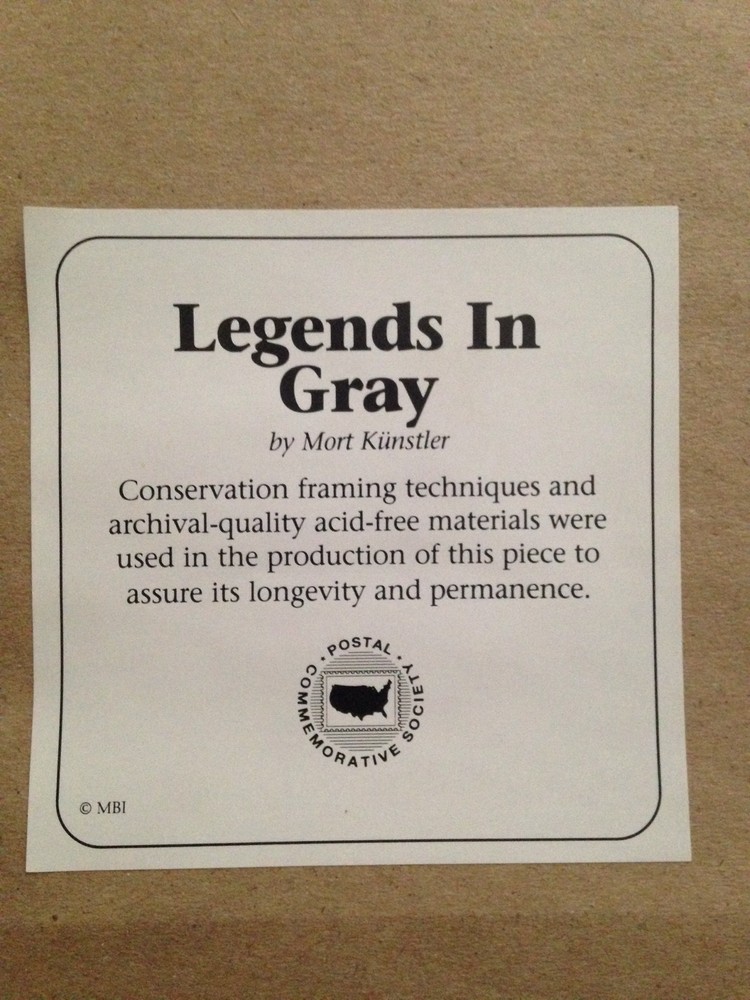 Legends In
Gray
by Mort Künstler
Conservation framing techniques and
archival-quality acid-free materials were
used in the production of this piece to
assure its longevity and permanence.
· POSTAL ·
COMMEMORATIVE SOCIETY
© MBI